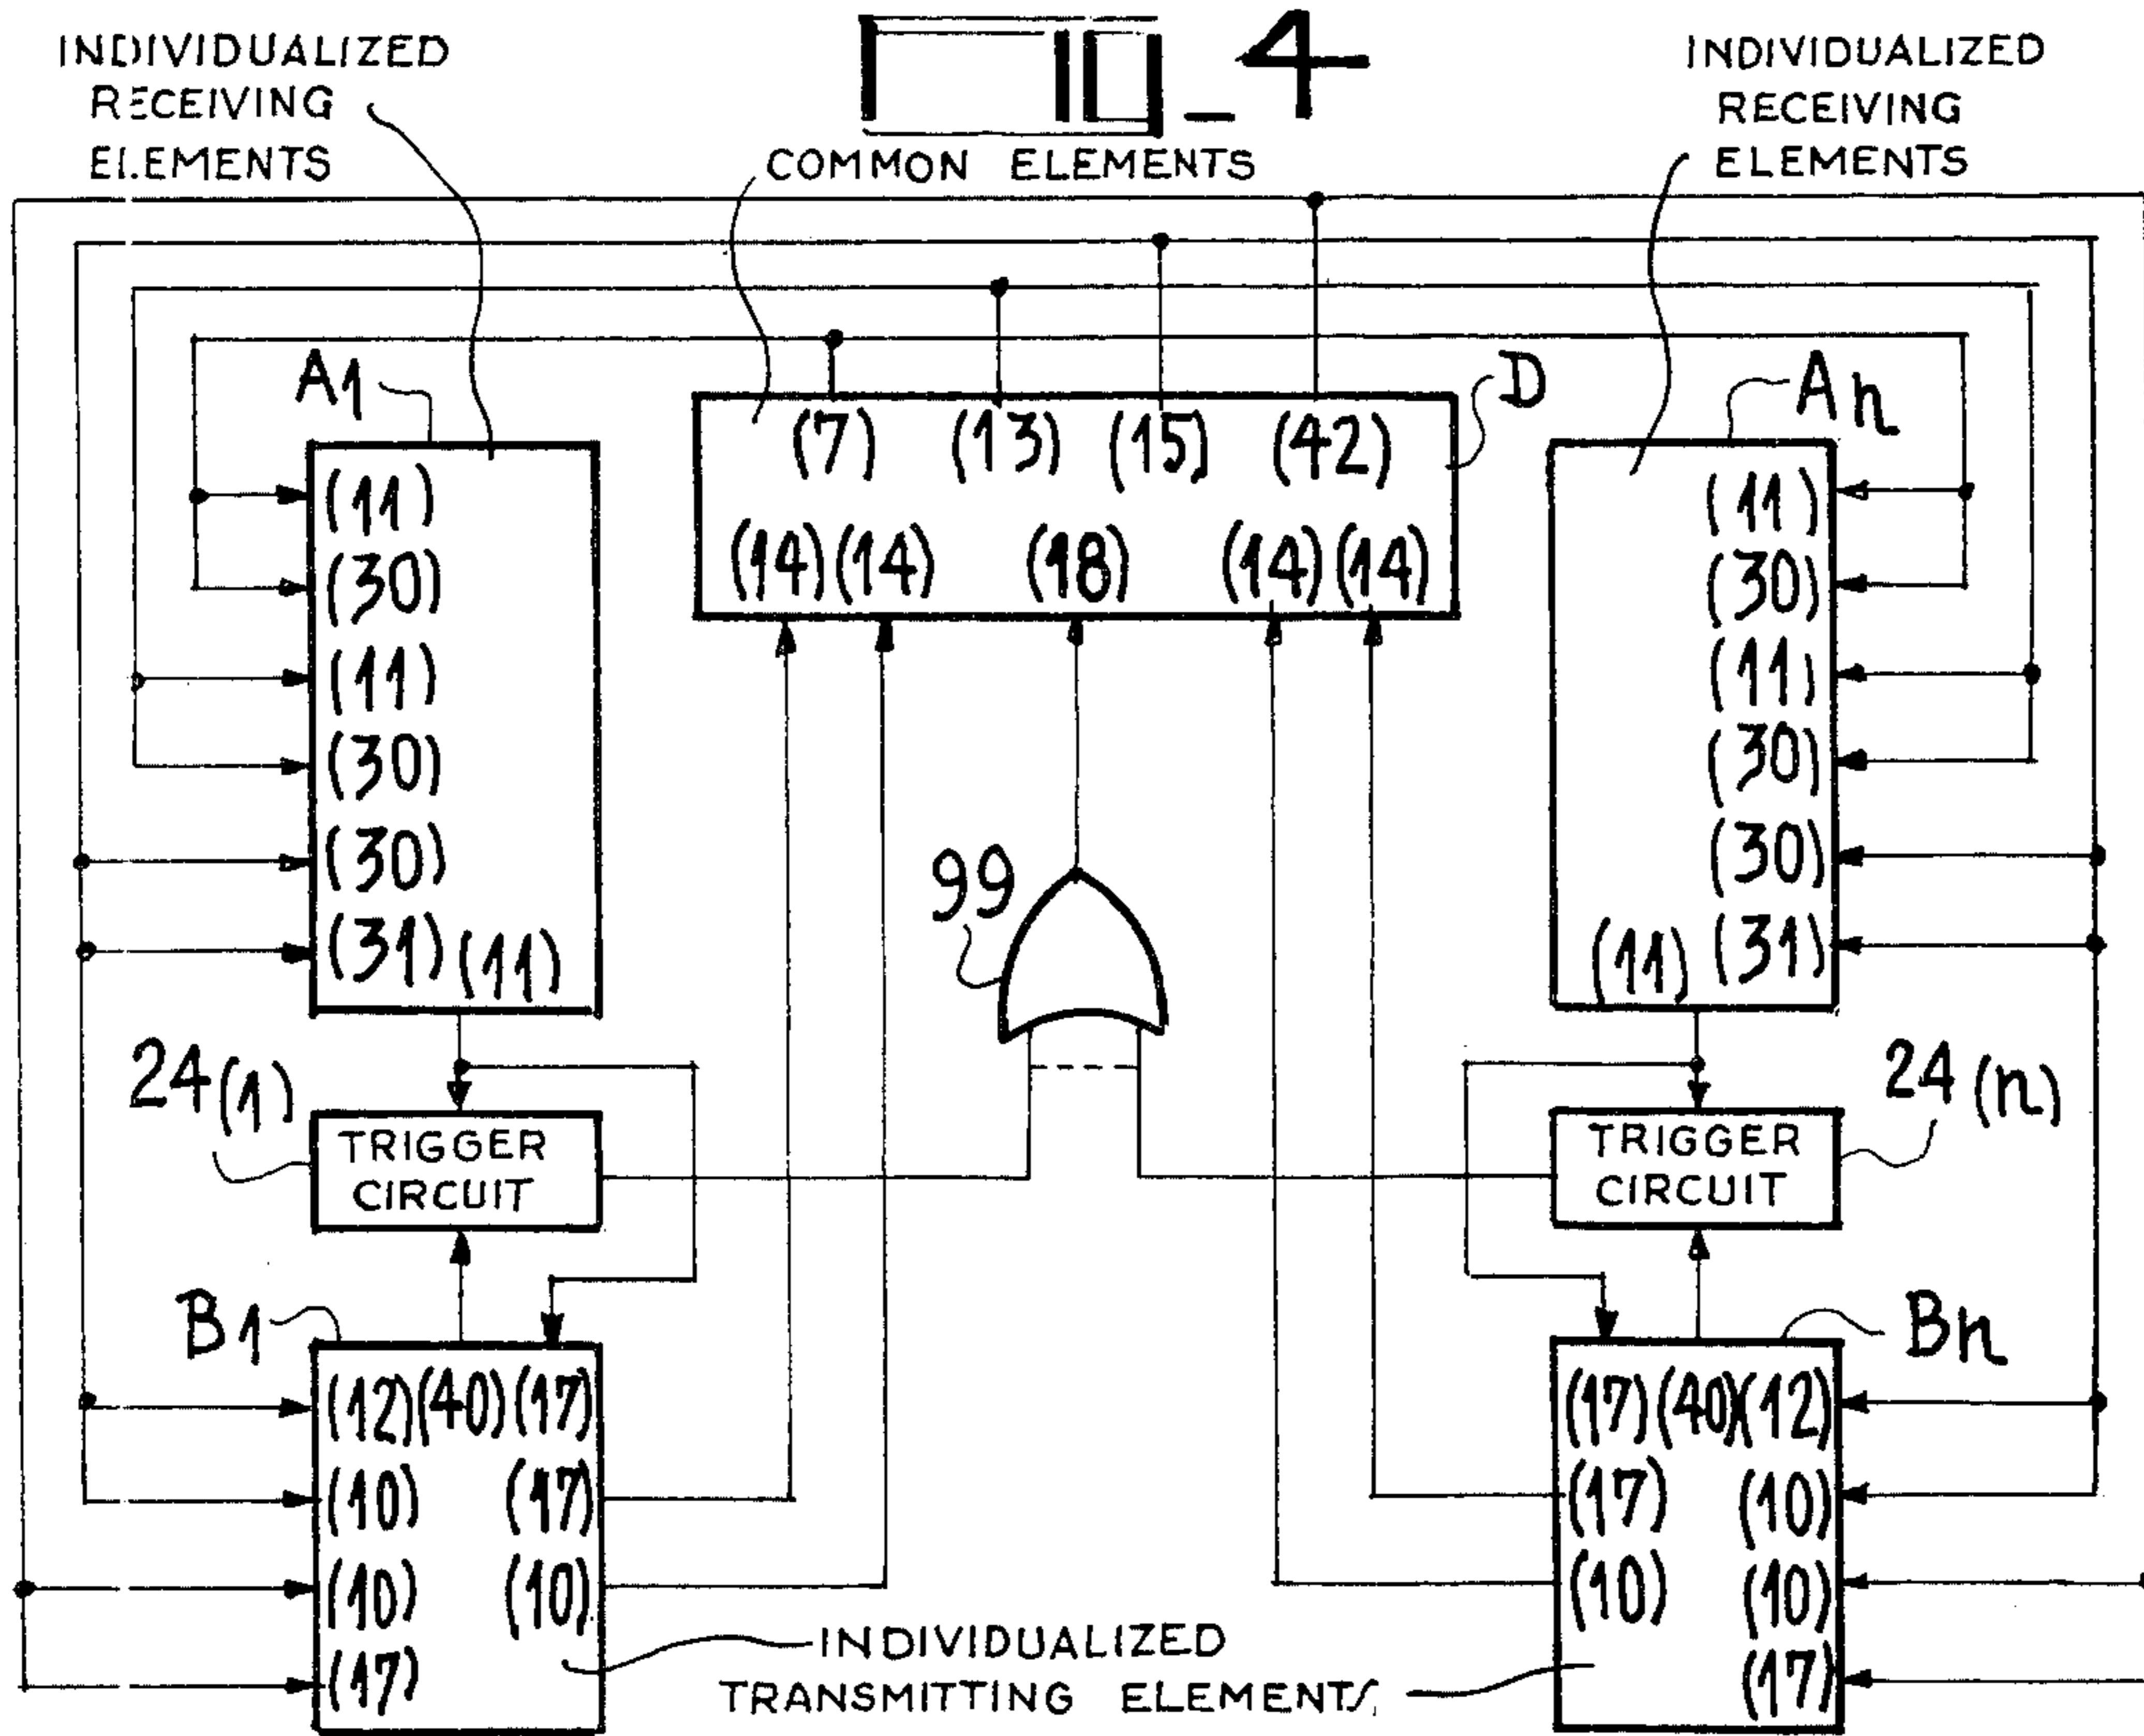 FIG_4
INDIVIDUALIZED
RECEIVING
ELEMENTS
COMMON ELEMENTS
INDIVIDUALIZED
RECEIVING
ELEMENTS
A1
D
An
(7) (13) (15) (42)
(14) (14) (18) (14) (14)
(11)
(30)
(11)
(30)
(30)
(31) (11)
(11)
(30)
(11)
(30)
(30)
(11) (31)
99
24(1)
TRIGGER
CIRCUIT
24(n)
TRIGGER
CIRCUIT
B1
(12) (40) (17)
(10) (17)
(10) (10)
(17)
Bn
(17) (40) (12)
(17) (10)
(10) (10)
(17)
INDIVIDUALIZED
TRANSMITTING ELEMENTS